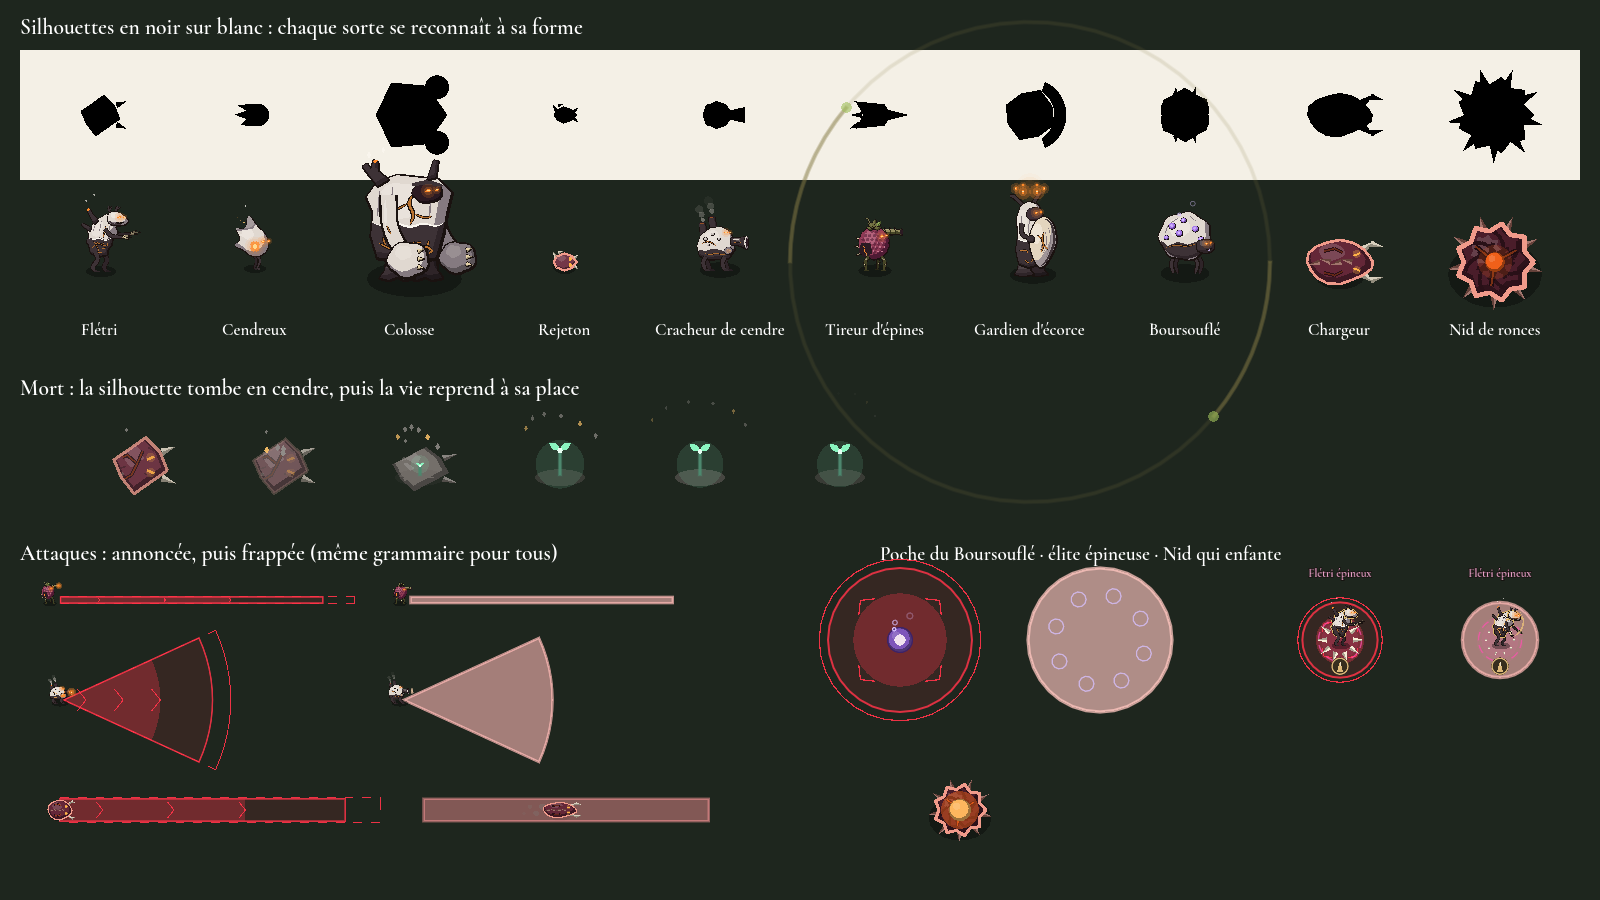 Silhouettes en noir sur blanc : chaque sorte se reconnaît à sa forme
Flétri
Cendreux
Colosse
Rejeton
Cracheur de cendre
Tireur d'épines
Gardien d'écorce
Boursouflé
Chargeur
Nid de ronces
Mort : la silhouette tombe en cendre, puis la vie reprend à sa place
Attaques : annoncée, puis frappée (même grammaire pour tous)
Poche du Boursouflé · élite épineuse · Nid qui enfante
Flétri épineux
Flétri épineux